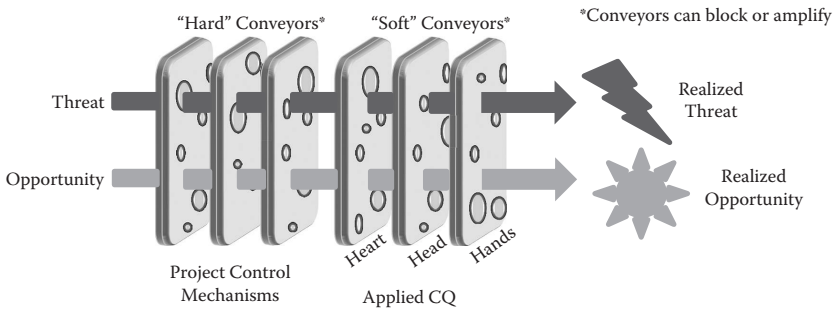 “Hard” Conveyors*
“Soft” Conveyors*
*Conveyors can block or amplify
Threat
Realized
Threat
Opportunity
Realized
Opportunity
Heart
Head
Hands
Project Control
Mechanisms
Applied CQ